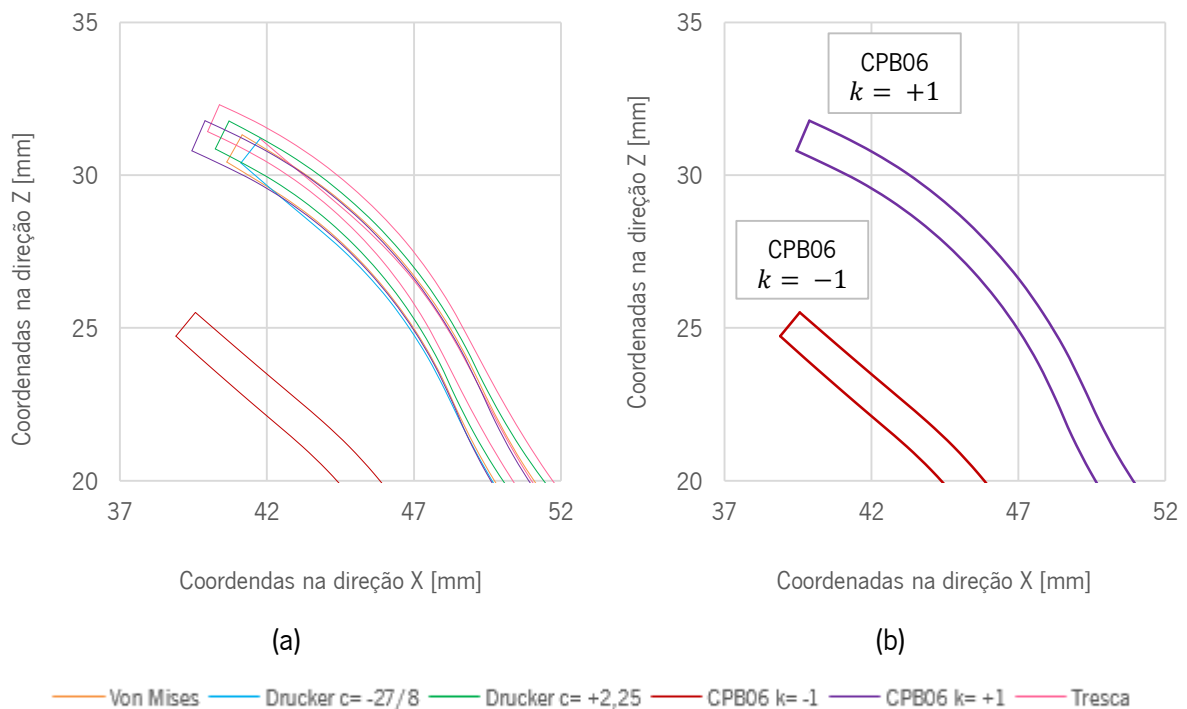 35
30
25
20
37 42 47 52
Coordenadas na direção Z [mm]
Coordendas na direção X [mm]
(a)
35
30
25
20
37 42 47 52
Coordenadas na direção Z [mm]
Coordenadas na direção X [mm]
CPB06
k = +1
CPB06
k = −1
(b)
Von Mises Drucker c= -27/8 Drucker c= +2,25 CPB06 k= -1 CPB06 k= +1 Tresca